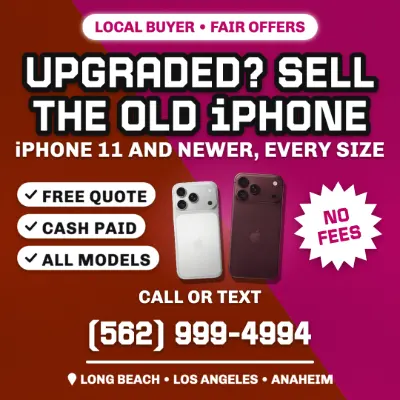 LOCAL BUYER • FAIR OFFERS
UPGRADED? SELL
THE OLD iPHONE
iPHONE 11 AND NEWER, EVERY SIZE
FREE QUOTE
CASH PAID
ALL MODELS
NO
FEES
CALL OR TEXT
(562) 999-4994
LONG BEACH • LOS ANGELES • ANAHEIM